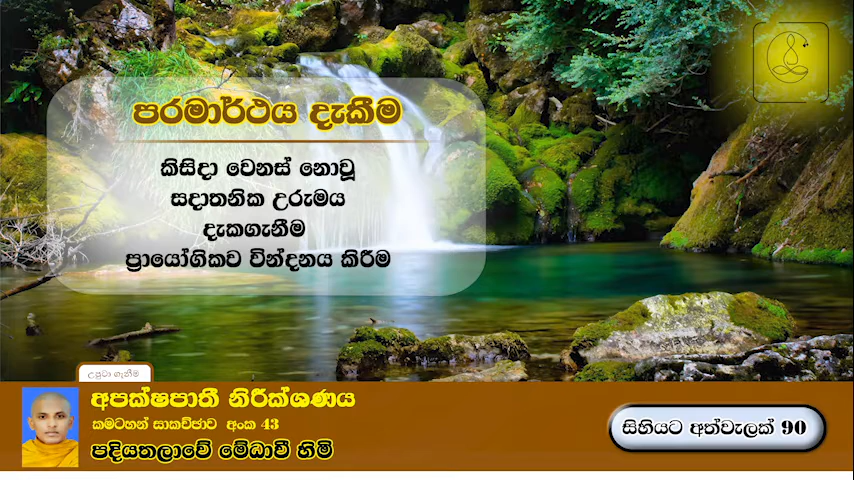 පරමාර්ථය දැකීම
කිසිදා වෙනස් නොවූ
සදාතනික උරුමය
දැකගැනීම
ප්‍රායෝගිකව වින්දනය කිරීම
උපුටා ගැනීම
අපක්ෂපාතී නිරීක්ශණය
කමටහන් සාකච්ඡාව අංක 43
පදියතලාවේ මේධාවී හිමි
සිහියට අත්වැලක් 90